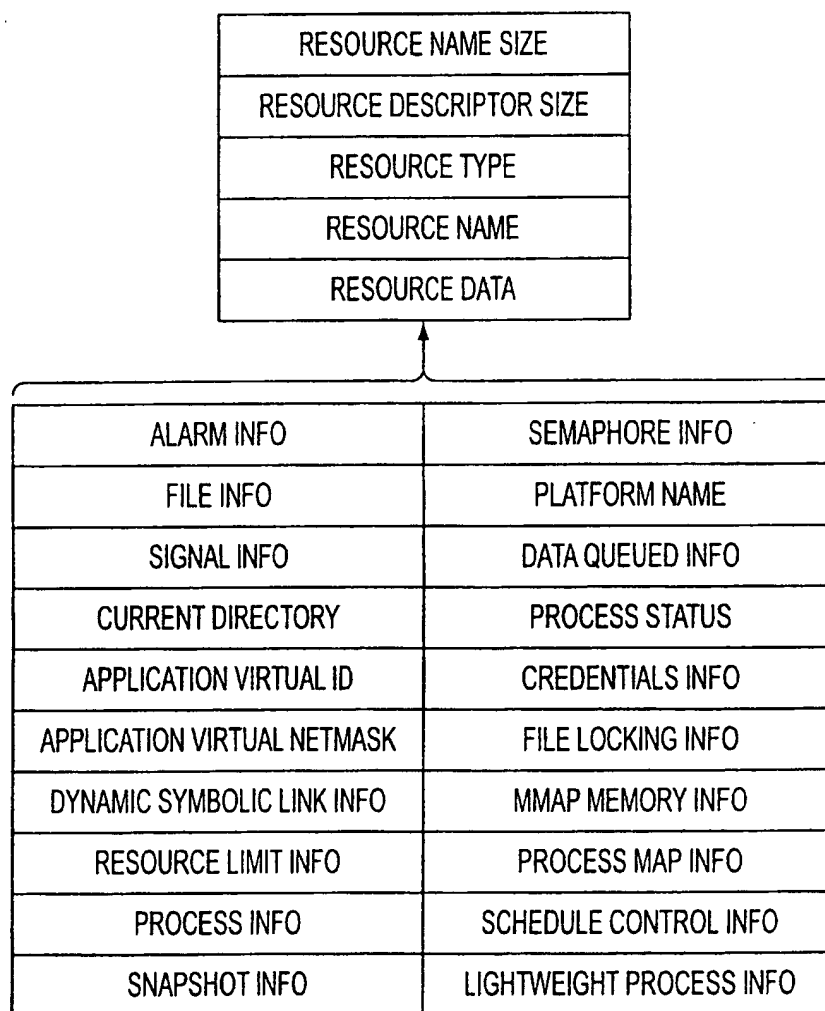 RESOURCE NAME SIZE
RESOURCE DESCRIPTOR SIZE
RESOURCE TYPE
RESOURCE NAME
RESOURCE DATA
ALARM INFO SEMAPHORE INFO
FILE INFO PLATFORM NAME
SIGNAL INFO DATA QUEUED INFO
CURRENT DIRECTORY PROCESS STATUS
APPLICATION VIRTUAL ID CREDENTIALS INFO
APPLICATION VIRTUAL NETMASK FILE LOCKING INFO
DYNAMIC SYMBOLIC LINK INFO MMAP MEMORY INFO
RESOURCE LIMIT INFO PROCESS MAP INFO
PROCESS INFO SCHEDULE CONTROL INFO
SNAPSHOT INFO LIGHTWEIGHT PROCESS INFO